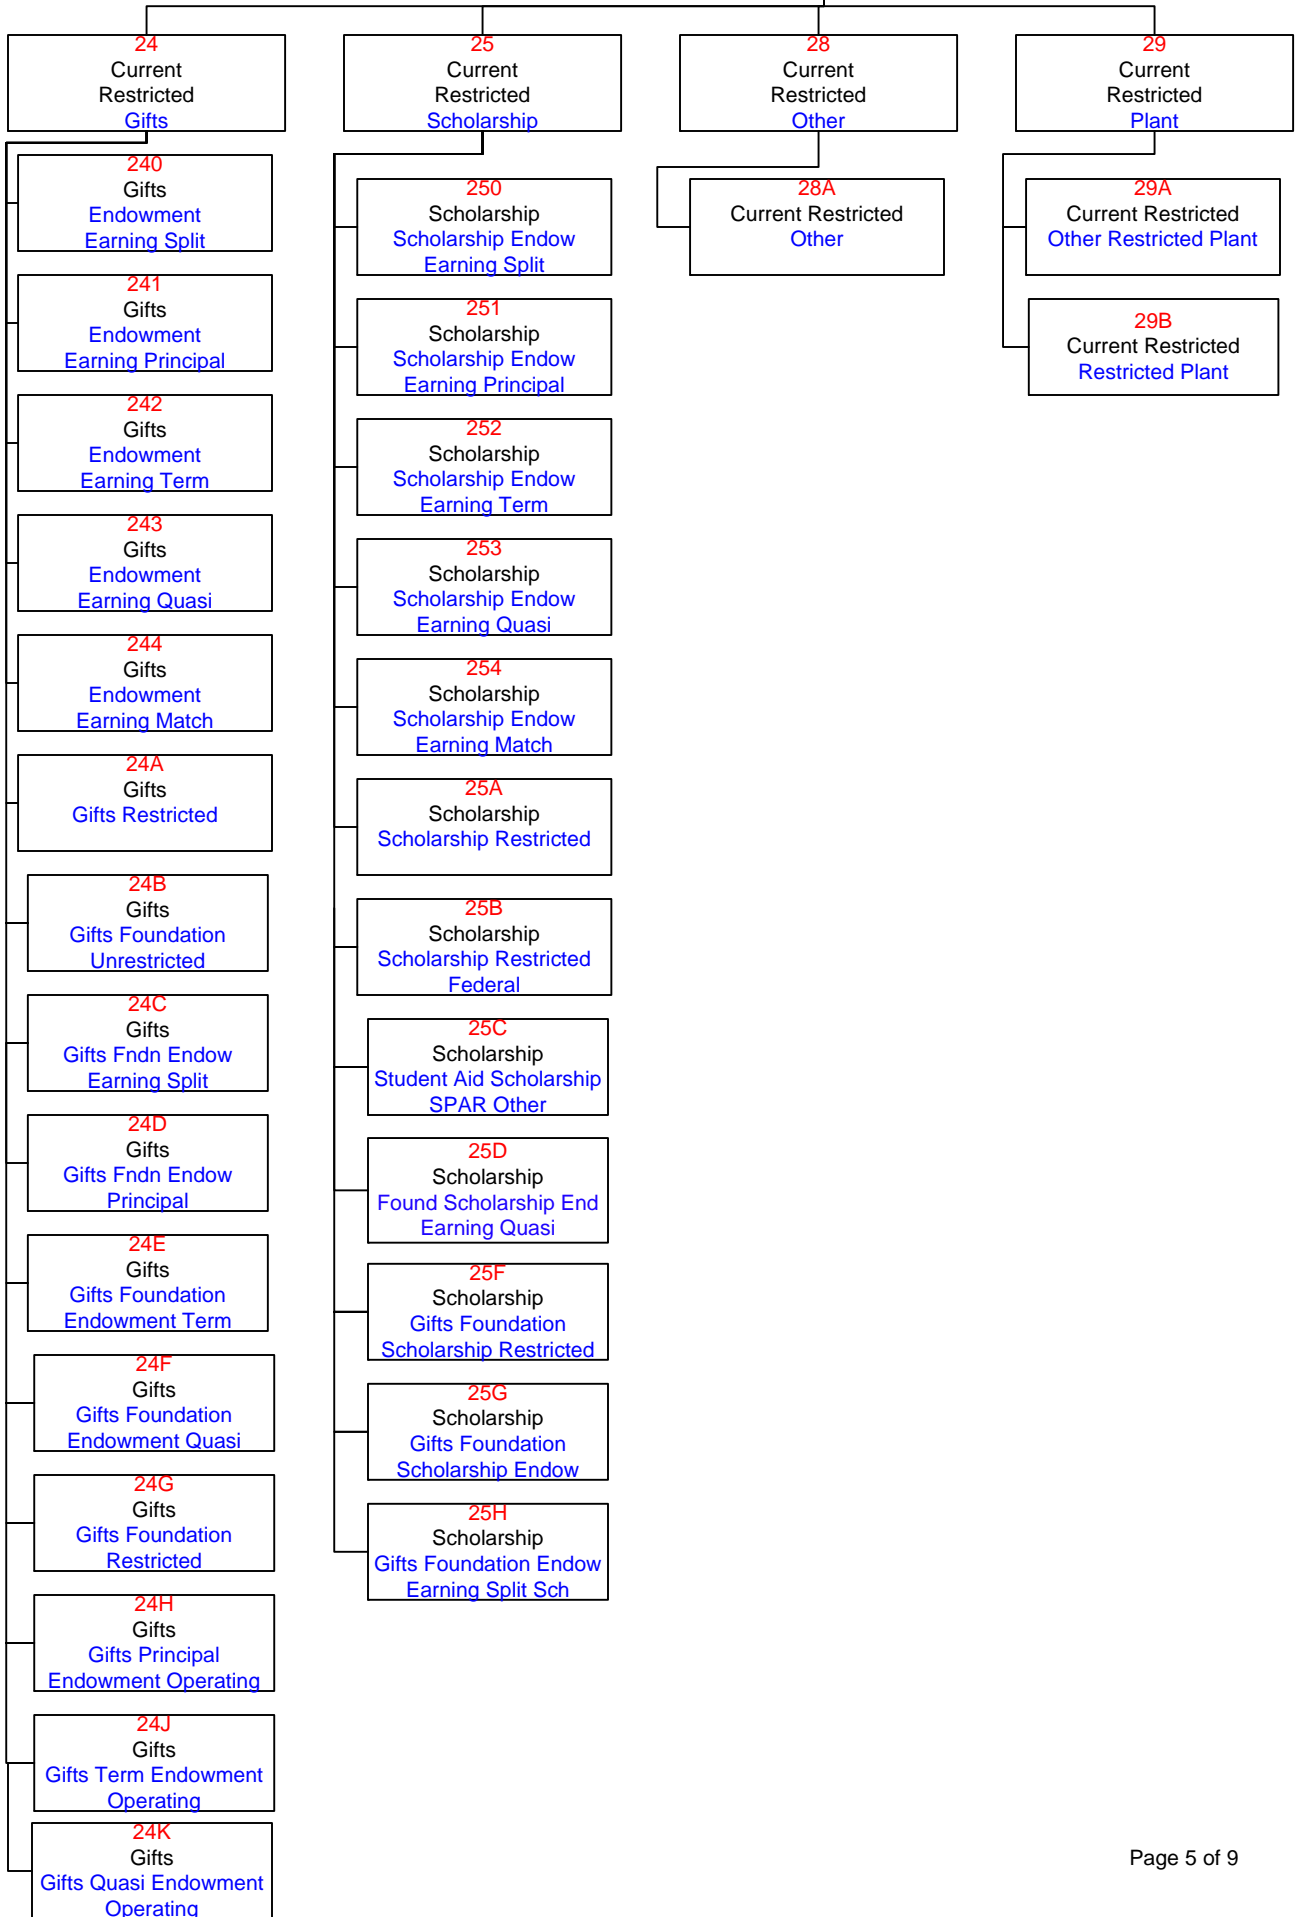 24
Current
Restricted
Gifts
240
Gifts
Endowment
Earning Split
241
Gifts
Endowment
Earning Principal
242
Gifts
Endowment
Earning Term
243
Gifts
Endowment
Earning Quasi
244
Gifts
Endowment
Earning Match
24A
Gifts
Gifts Restricted
24B
Gifts
Gifts Foundation
Unrestricted
24C
Gifts
Gifts Fndn Endow
Earning Split
24D
Gifts
Gifts Fndn Endow
Principal
24E
Gifts
Gifts Foundation
Endowment Term
24F
Gifts
Gifts Foundation
Endowment Quasi
24G
Gifts
Gifts Foundation
Restricted
24H
Gifts
Gifts Principal
Endowment Operating
24J
Gifts
Gifts Term Endowment
Operating
24K
Gifts
Gifts Quasi Endowment
Operating
25
Current
Restricted
Scholarship
250
Scholarship
Scholarship Endow
Earning Split
251
Scholarship
Scholarship Endow
Earning Principal
252
Scholarship
Scholarship Endow
Earning Term
253
Scholarship
Scholarship Endow
Earning Quasi
254
Scholarship
Scholarship Endow
Earning Match
25A
Scholarship
Scholarship Restricted
25B
Scholarship
Scholarship Restricted
Federal
25C
Scholarship
Student Aid Scholarship
SPAR Other
25D
Scholarship
Found Scholarship End
Earning Quasi
25F
Scholarship
Gifts Foundation
Scholarship Restricted
25G
Scholarship
Gifts Foundation
Scholarship Endow
25H
Scholarship
Gifts Foundation Endow
Earning Split Sch
28
Current
Restricted
Other
28A
Current Restricted
Other
29
Current
Restricted
Plant
29A
Current Restricted
Other Restricted Plant
29B
Current Restricted
Restricted Plant
Page 5 of 9